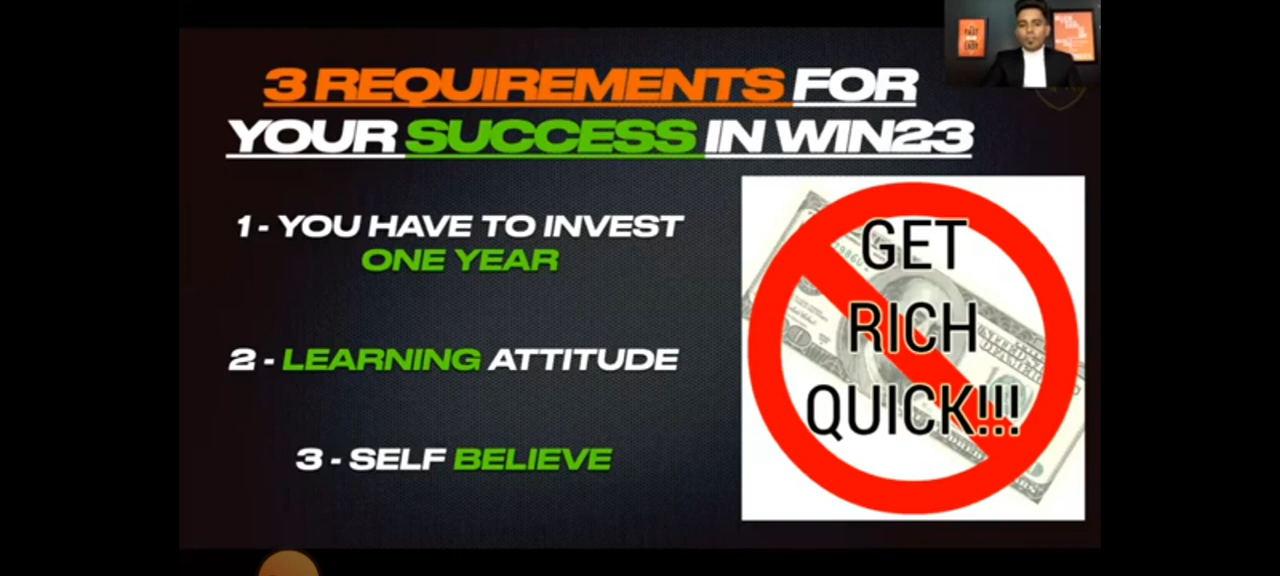 3 REQUIREMENTS FOR
YOUR SUCCESS IN WIN23
1- YOU HAVE TO INVEST
ONE YEAR
2 - LEARNING ATTITUDE
3 - SELF BELIEVE
GET
RICH
QUICK!!!